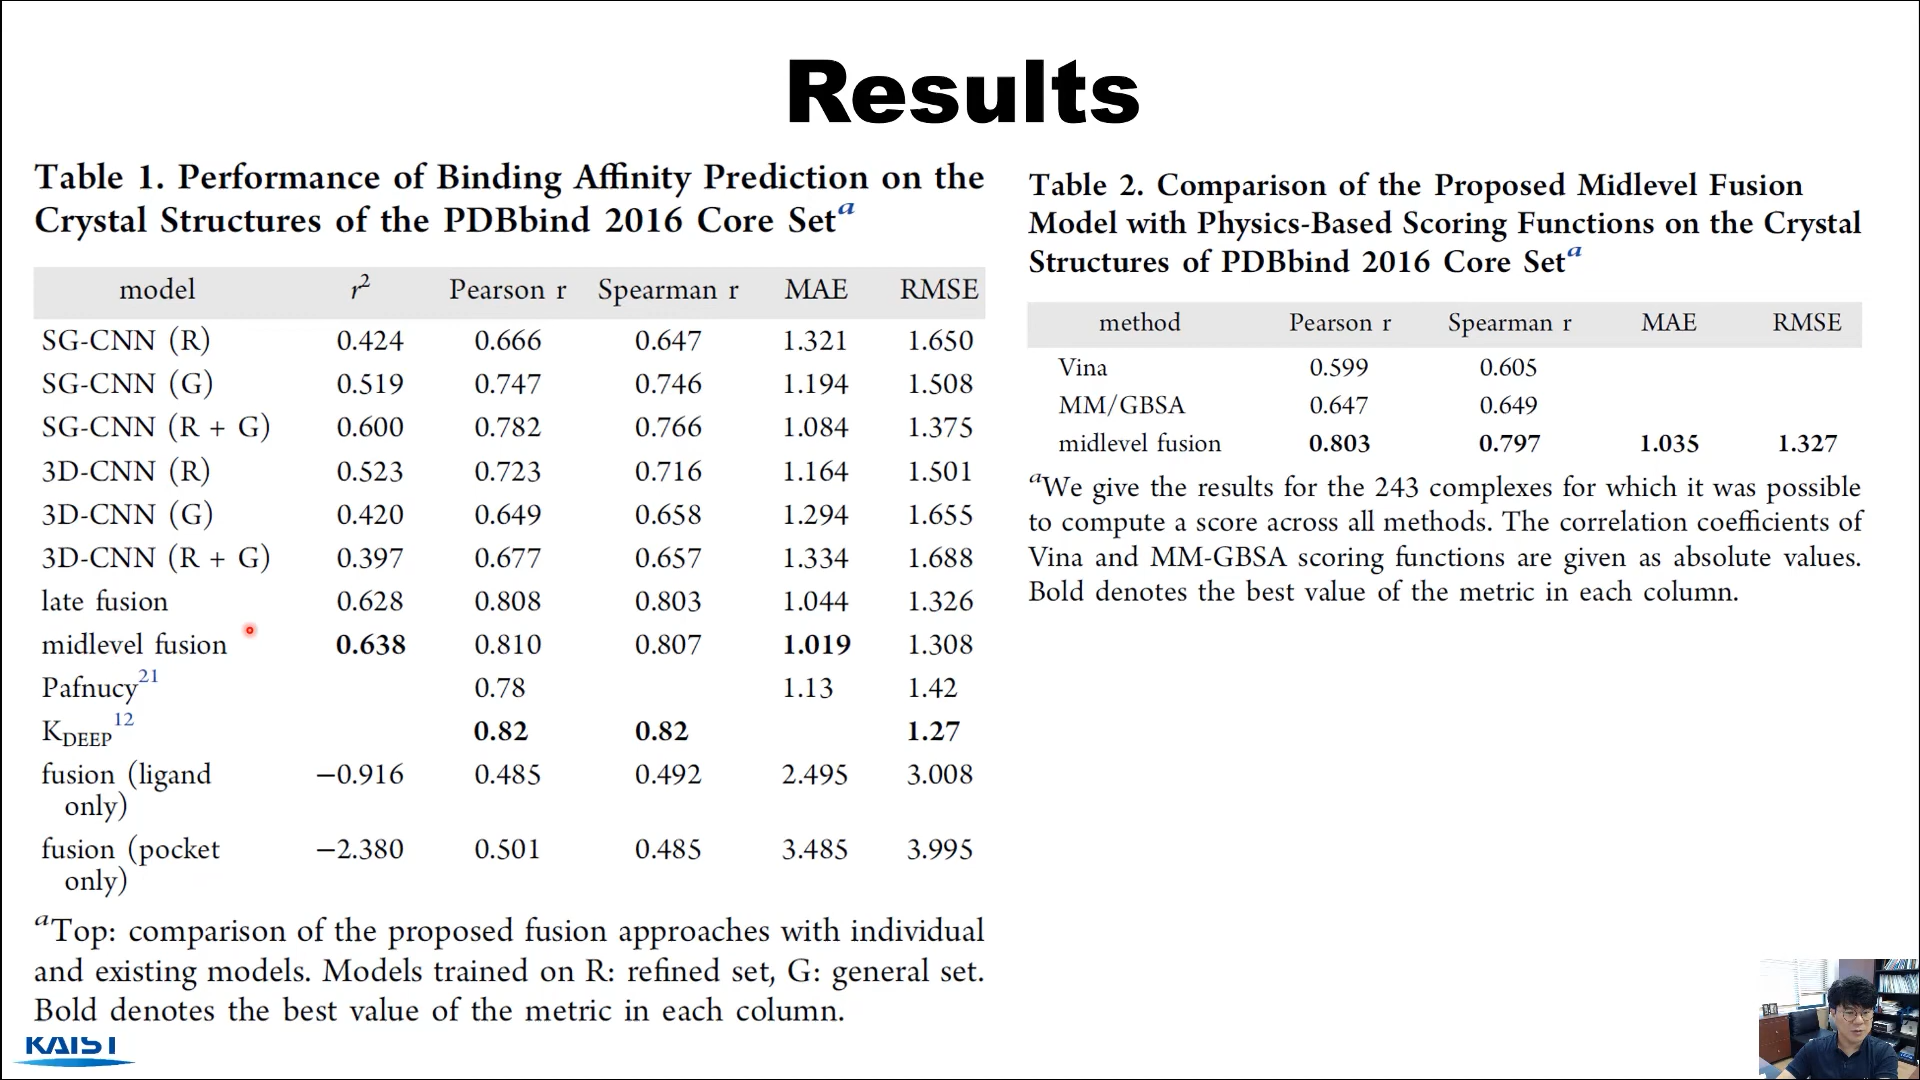 Results
Table 1. Performance of Binding Affinity Prediction on the
Crystal Structures of the PDBbind 2016 Core Set^a
model r² Pearson r Spearman r MAE RMSE
SG-CNN (R) 0.424 0.666 0.647 1.321 1.650
SG-CNN (G) 0.519 0.747 0.746 1.194 1.508
SG-CNN (R + G) 0.600 0.782 0.766 1.084 1.375
3D-CNN (R) 0.523 0.723 0.716 1.164 1.501
3D-CNN (G) 0.420 0.649 0.658 1.294 1.655
3D-CNN (R + G) 0.397 0.677 0.657 1.334 1.688
late fusion 0.628 0.808 0.803 1.044 1.326
midlevel fusion 0.638 0.810 0.807 1.019 1.308
Pafnucy²¹ 0.78 1.13 1.42
K_DEEP¹² 0.82 0.82 1.27
fusion (ligand −0.916 0.485 0.492 2.495 3.008
only)
fusion (pocket −2.380 0.501 0.485 3.485 3.995
only)
^aTop: comparison of the proposed fusion approaches with individual
and existing models. Models trained on R: refined set, G: general set.
Bold denotes the best value of the metric in each column.
Table 2. Comparison of the Proposed Midlevel Fusion
Model with Physics-Based Scoring Functions on the Crystal
Structures of PDBbind 2016 Core Set^a
method Pearson r Spearman r MAE RMSE
Vina 0.599 0.605
MM/GBSA 0.647 0.649
midlevel fusion 0.803 0.797 1.035 1.327
^aWe give the results for the 243 complexes for which it was possible
to compute a score across all methods. The correlation coefficients of
Vina and MM-GBSA scoring functions are given as absolute values.
Bold denotes the best value of the metric in each column.
KAIST